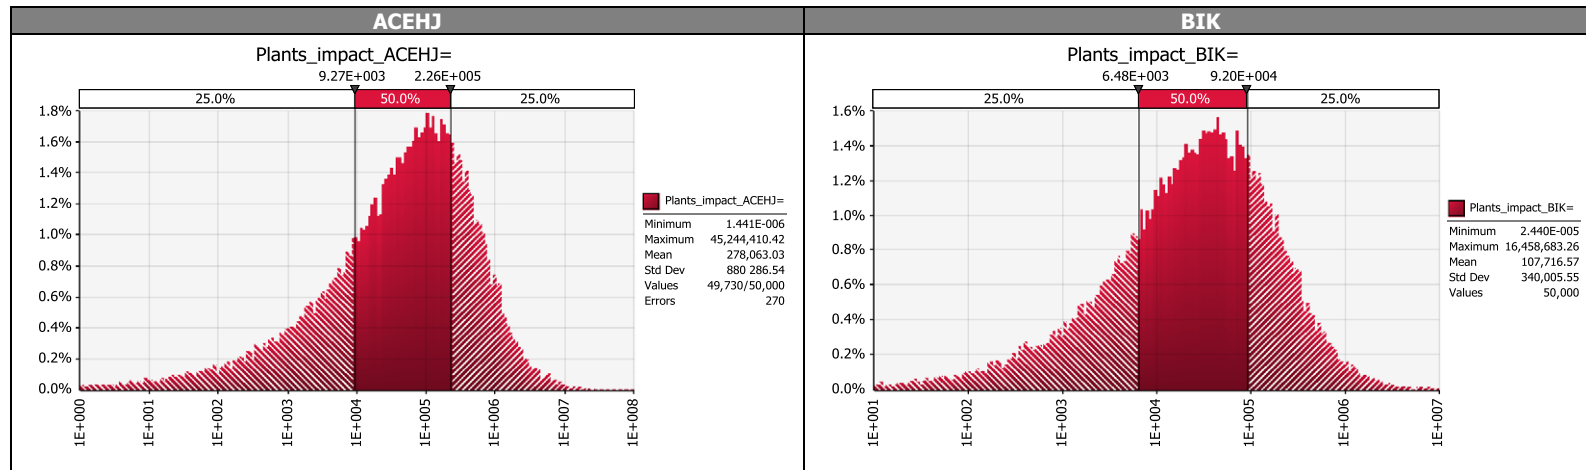 ACEHJ
Plants_impact_ACEHJ=
9.27E+003 2.26E+005
25.0% 50.0% 25.0%
1.8%
1.6%
1.4%
1.2%
1.0%
0.8%
0.6%
0.4%
0.2%
0.0%
1E+000 1E+001 1E+002 1E+003 1E+004 1E+005 1E+006 1E+007 1E+008
Plants_impact_ACEHJ=
Minimum 1.441E-006
Maximum 45,244,410.42
Mean 278,063.03
Std Dev 880 286.54
Values 49,730/50,000
Errors 270
BIK
Plants_impact_BIK=
6.48E+003 9.20E+004
25.0% 50.0% 25.0%
1.6%
1.4%
1.2%
1.0%
0.8%
0.6%
0.4%
0.2%
0.0%
1E+001 1E+002 1E+003 1E+004 1E+005 1E+006 1E+007
Plants_impact_BIK=
Minimum 2.440E-005
Maximum 16,458,683.26
Mean 107,716.57
Std Dev 340,005.55
Values 50,000